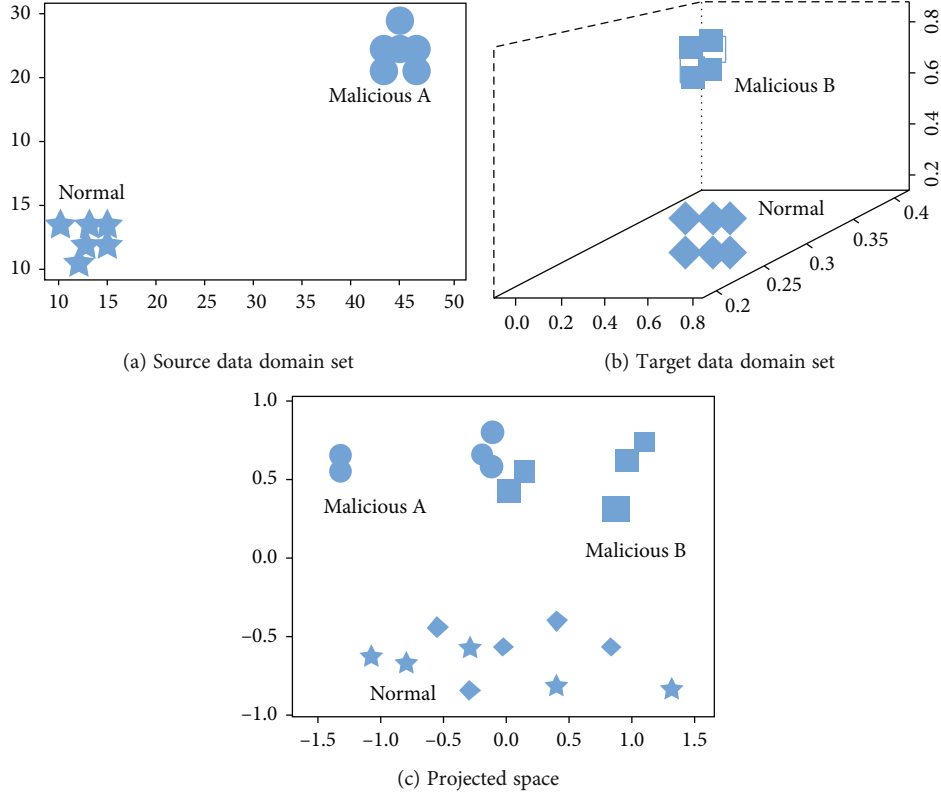 30
20
10
15
10
Malicious A
Normal
10 15 20 25 30 35 40 45 50
(a) Source data domain set
0.8
0.6
0.4
0.2
Malicious B
Normal
0.4
0.35
0.3
0.25
0.2
0.0 0.2 0.4 0.6 0.8
(b) Target data domain set
1.0
0.5
0.0
−0.5
−1.0
Malicious A
Malicious B
Normal
−1.5 −1.0 −0.5 0.0 0.5 1.0 1.5
(c) Projected space